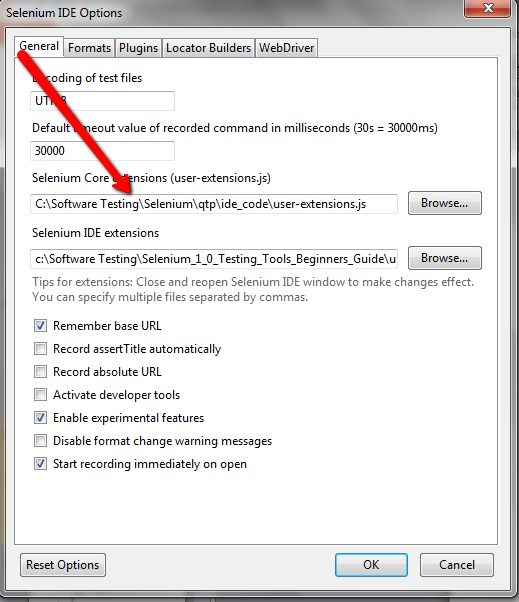 Selenium IDE Options
General Formats Plugins Locator Builders WebDriver
of test files
Default timeout value of recorded command in milliseconds (30s = 30000ms)
30000
Selenium Core extensions (user-extensions.js)
C:\Software Testing\Selenium\qtp\ide_code\user-extensions.js Browse...
Selenium IDE extensions
c:\Software Testing\Selenium_1_0_Testing_Tools_Beginners_Guide\u Browse...
Tips for extensions: Close and reopen Selenium IDE window to make changes effect.
You can specify multiple files separated by commas.
Remember base URL
Record assertTitle automatically
Record absolute URL
Activate developer tools
Enable experimental features
Disable format change warning messages
Start recording immediately on open
Reset Options OK Cancel